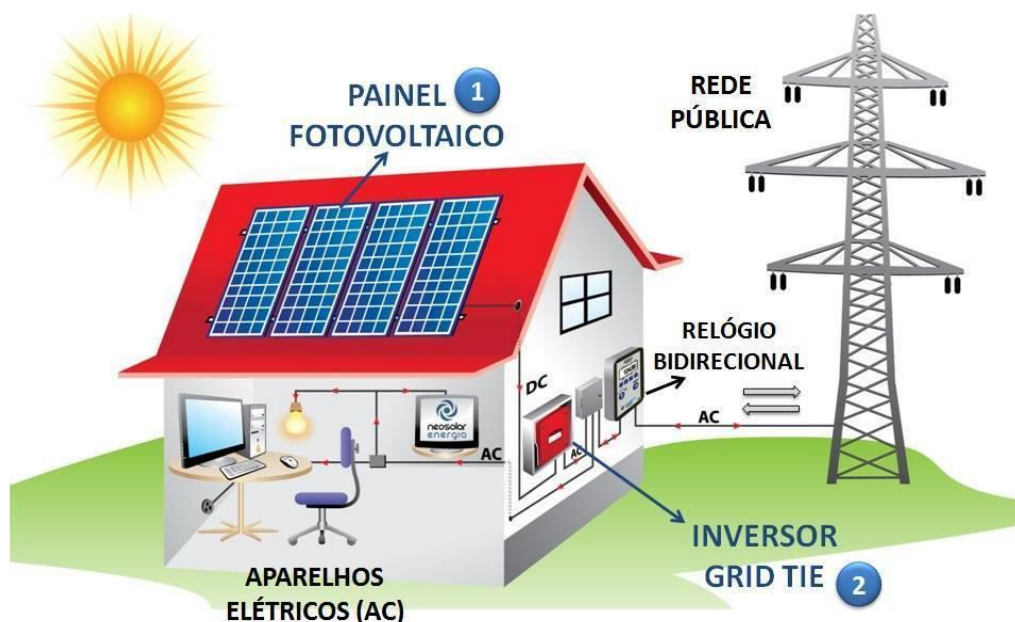 PAINEL 1
FOTOVOLTAICO
REDE
PÚBLICA
RELÓGIO
BIDIRECIONAL
DC
AC
AC
AC
neosolar
energia
INVERSOR
GRID TIE 2
APARELHOS
ELÉTRICOS (AC)